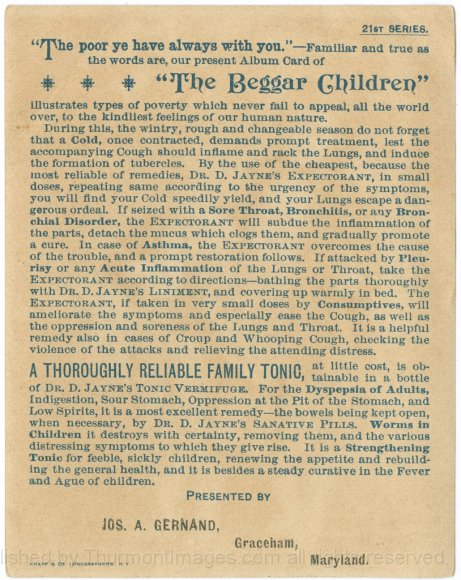 21ST SERIES.
"The poor ye have always with you."—Familiar and true as
the words are, our present Album Card of
"The Beggar Children"
illustrates types of poverty which never fail to appeal, all the world
over, to the kindliest feelings of our human nature.
During this, the wintry, rough and changeable season do not forget
that a Cold, once contracted, demands prompt treatment, lest the
accompanying Cough should inflame and rack the Lungs, and induce
the formation of tubercles. By the use of the cheapest, because the
most reliable of remedies, DR. D. JAYNE'S EXPECTORANT, in small
doses, repeating same according to the urgency of the symptoms,
you will find your Cold speedily yield, and your Lungs escape a dan-
gerous ordeal. If seized with a Sore Throat, Bronchitis, or any Bron-
chial Disorder, the EXPECTORANT will subdue the inflammation of
the parts, detach the mucus which clogs them, and gradually promote
a cure. In case of Asthma, the EXPECTORANT overcomes the cause
of the trouble, and a prompt restoration follows. If attacked by Pleu-
risy or any Acute Inflammation of the Lungs or Throat, take the
EXPECTORANT according to directions—bathing the parts thoroughly
with DR. D. JAYNE'S LINIMENT, and covering up warmly in bed. The
EXPECTORANT, if taken in very small doses by Consumptives, will
ameliorate the symptoms and especially ease the Cough, as well as
the oppression and soreness of the Lungs and Throat. It is a helpful
remedy also in cases of Croup and Whooping Cough, checking the
violence of the attacks and relieving the attending distress.
A THOROUGHLY RELIABLE FAMILY TONIC, at little cost, is ob-
tainable in a bottle
of DR. D. JAYNE'S TONIC VERMIFUGE. For the Dyspepsia of Adults,
Indigestion, Sour Stomach, Oppression at the Pit of the Stomach, and
Low Spirits, it is a most excellent remedy—the bowels being kept open,
when necessary, by DR. D. JAYNE'S SANATIVE PILLS. Worms in
Children it destroys with certainty, removing them, and the various
distressing symptoms to which they give rise. It is a Strengthening
Tonic for feeble, sickly children, renewing the appetite and rebuild-
ing the general health, and it is besides a steady curative in the Fever
and Ague of children.
PRESENTED BY
JOS. A. GERNAND,
Graceham,
Maryland.
lished by ThurmontImages.com all rights reserved
KNAPP & CO. LITHOGRAPHERS, N.Y.